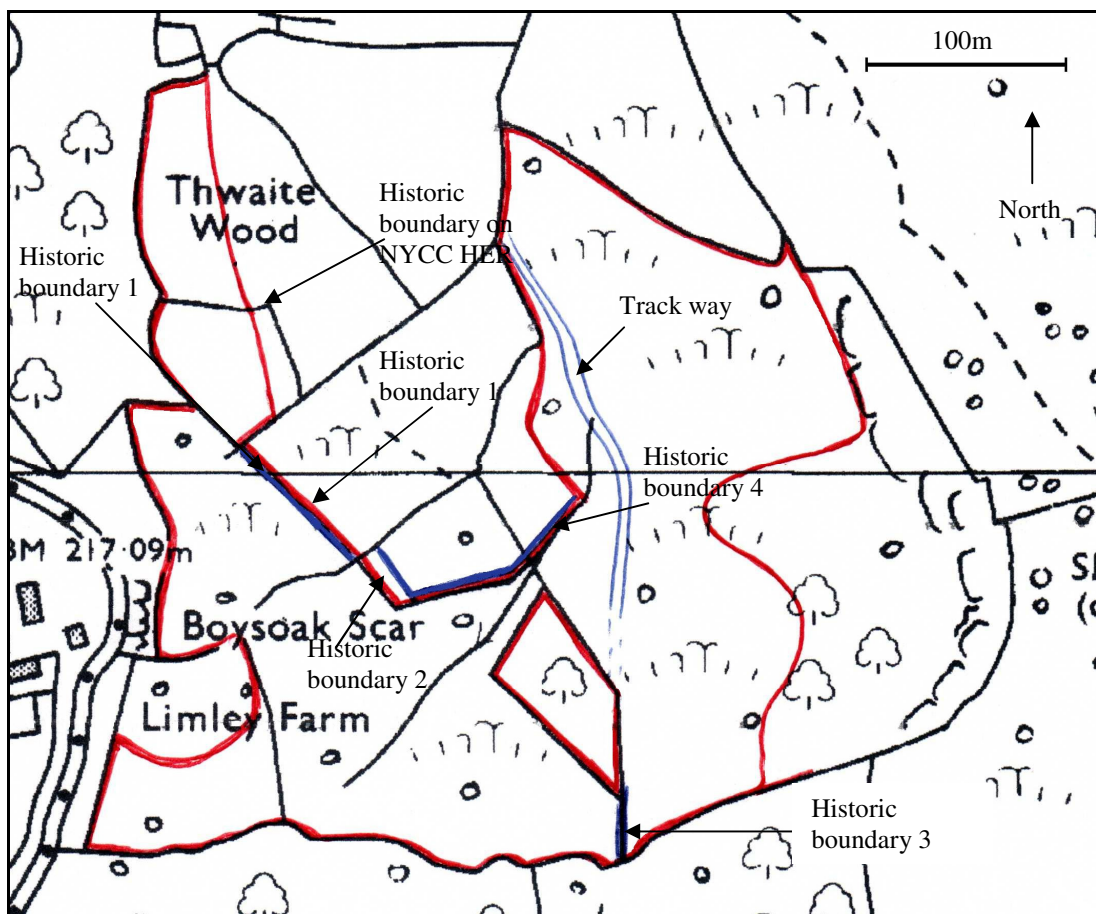 100m
North
Thwaite
Wood
Historic
boundary on
NYCC HER
Historic
boundary 1
Track way
Historic
boundary 1
Historic
boundary 4
BM 217·09m
Boysoak Scar
Historic
boundary 2
Limley Farm
Historic
boundary 3